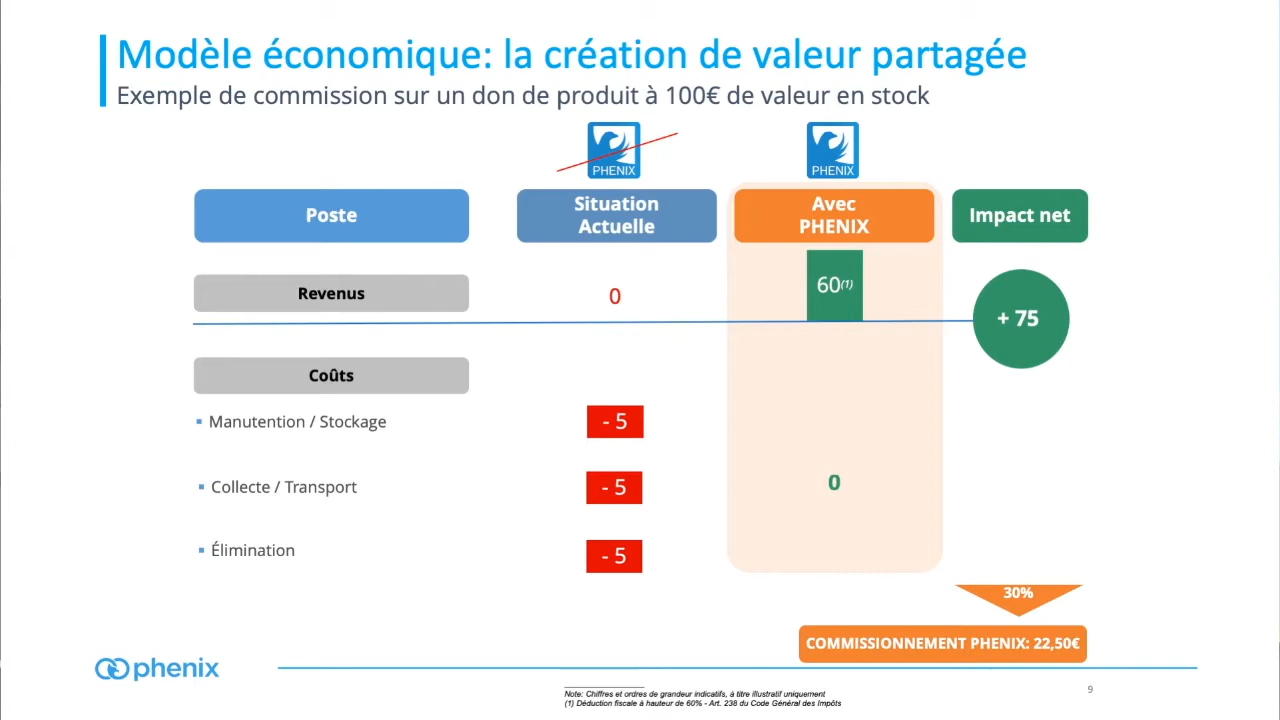 Modèle économique: la création de valeur partagée
Exemple de commission sur un don de produit à 100€ de valeur en stock
PHENIX
PHENIX
Poste
Situation
Actuelle
Avec
PHENIX
Impact net
Revenus
0
60(1)
+ 75
Coûts
▪ Manutention / Stockage
- 5
▪ Collecte / Transport
- 5
0
▪ Élimination
- 5
30%
COMMISSIONNEMENT PHENIX: 22,50€
phenix
Note: Chiffres et ordres de grandeur indicatifs, à titre illustratif uniquement
(1) Déduction fiscale à hauteur de 60% - Art. 238 du Code Général des Impôts
9